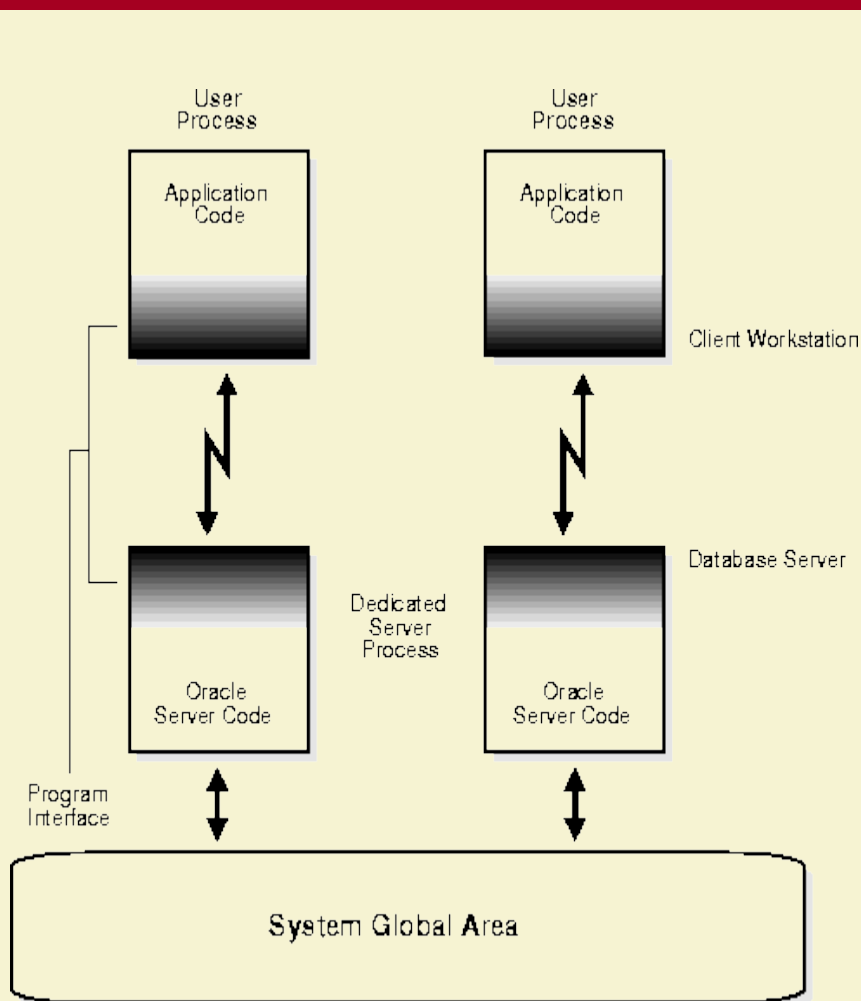 User
Process
User
Process
Application
Code
Application
Code
Client Workstation
Database Server
Dedicated
Server
Process
Oracle
Server Code
Oracle
Server Code
Program
Interface
System Global Area